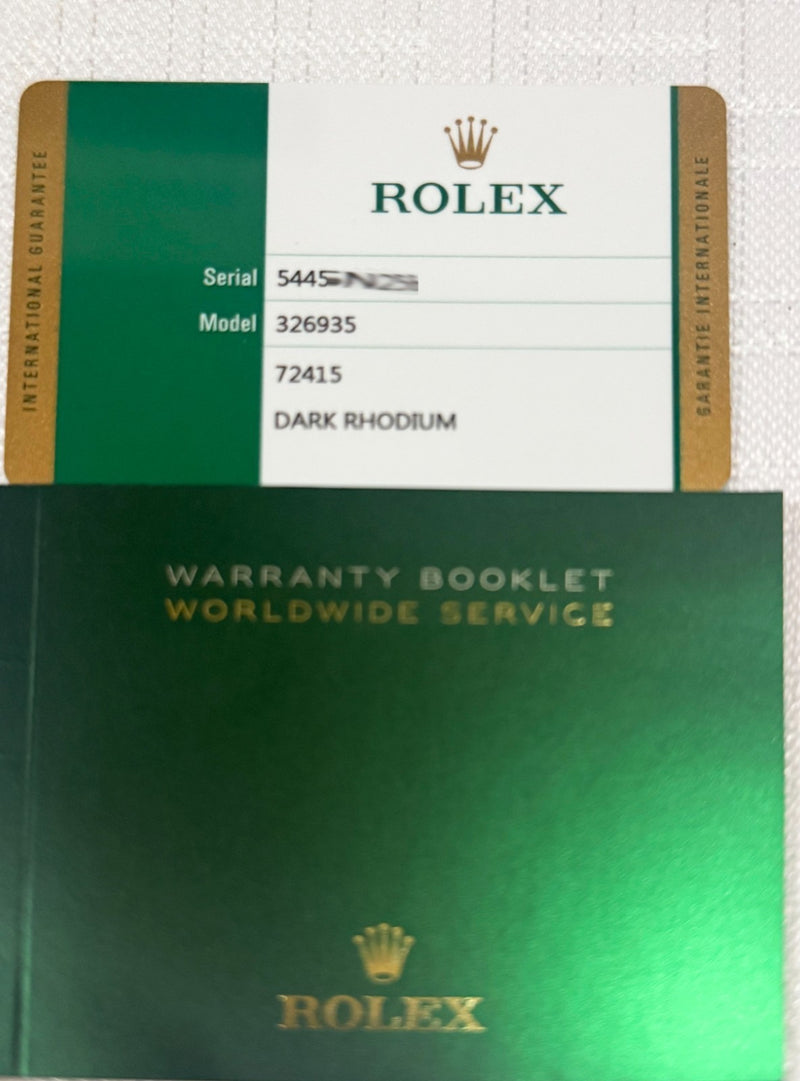 INTERNATIONAL GUARANTEE
ROLEX
Serial 5445
Model 326935
72415
DARK RHODIUM
GARANTIE INTERNATIONALE
WARRANTY BOOKLET
WORLDWIDE SERVICE
ROLEX